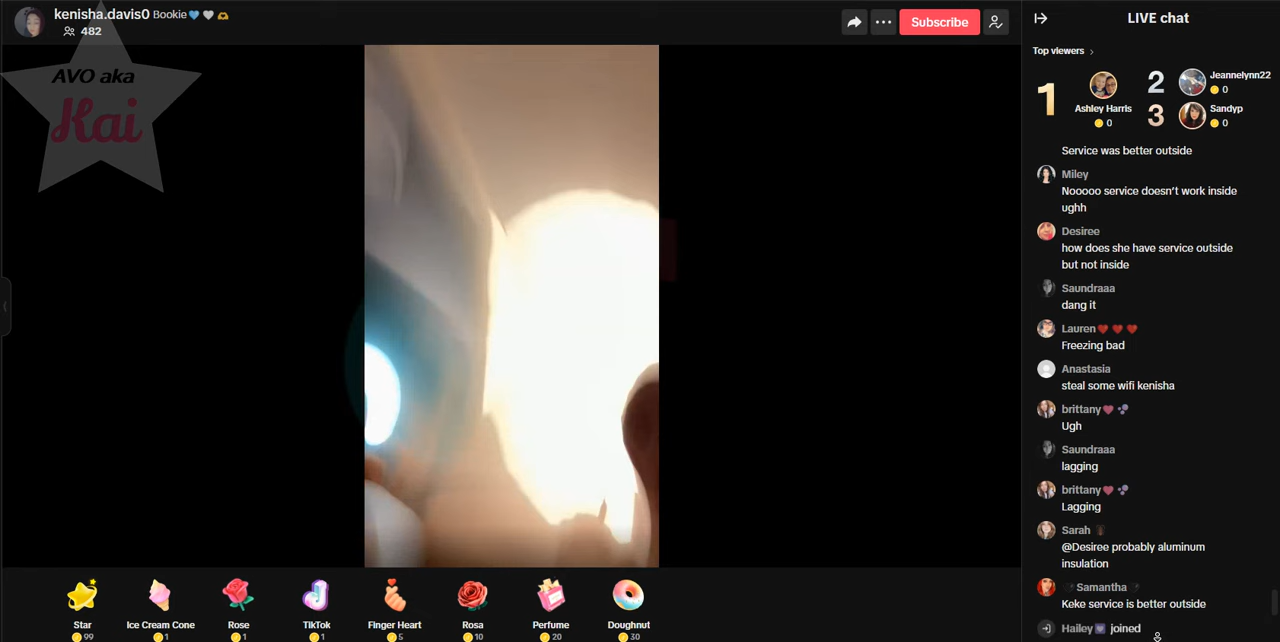 kenisha.davis0 Bookie💙🤍🫶
482
Subscribe
LIVE chat
AVO aka
Kai
Top viewers
1
Ashley Harris
0
2
Jeannelynn22
0
3
Sandyp
0
Service was better outside
Miley
Nooooo service doesn't work inside
ughh
Desiree
how does she have service outside
but not inside
Saundraaa
dang it
Lauren❤️❤️❤️
Freezing bad
Anastasia
steal some wifi kenisha
brittany
Ugh
Saundraaa
lagging
brittany
Lagging
Sarah
@Desiree probably aluminum
insulation
Samantha
Keke service is better outside
Hailey joined
Star
99
Ice Cream Cone
1
Rose
1
TikTok
1
Finger Heart
5
Rosa
10
Perfume
20
Doughnut
30